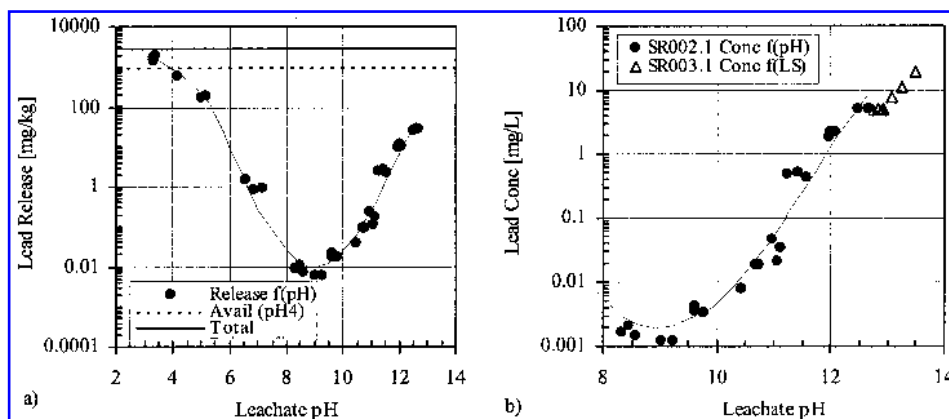 10000
100
1
0.01
0.0001
Lead Release [mg/kg]
Release f(pH)
Avail (pH4)
Total
2 4 6 8 10 12 14
a) Leachate pH
100
10
1
0.1
0.01
0.001
Lead Conc [mg/L]
SR002.1 Conc f(pH)
SR003.1 Conc f(LS)
8 10 12 14
b) Leachate pH